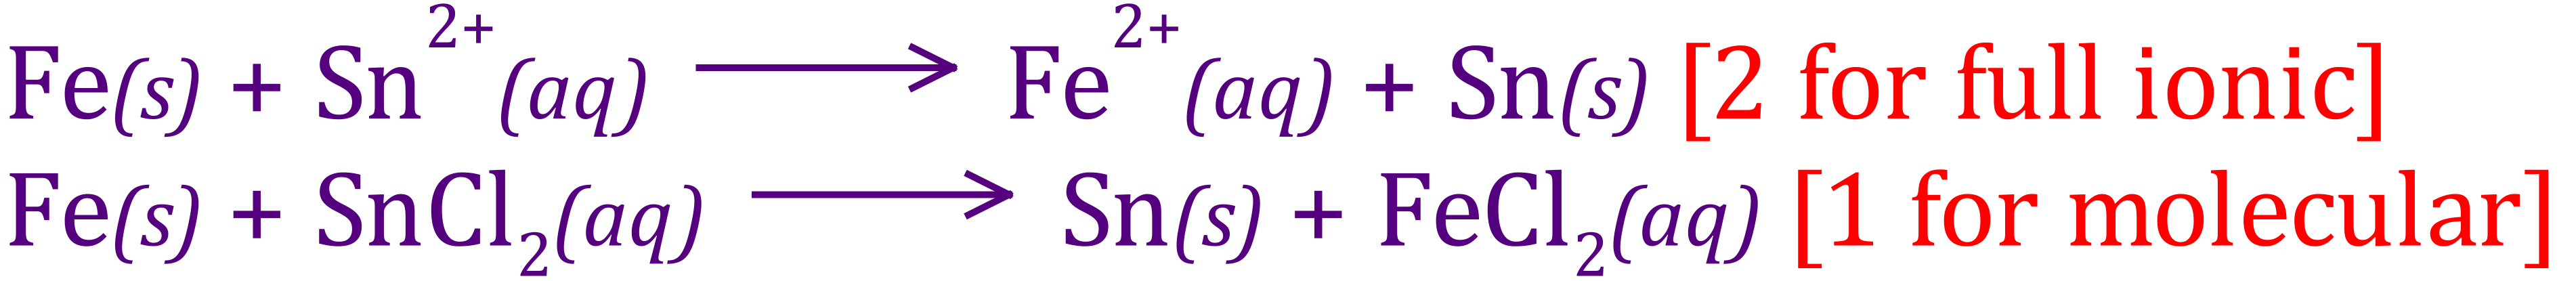 Fe(s) + Sn²⁺(aq) ⟶ Fe²⁺(aq) + Sn(s) [2 for full ionic]
Fe(s) + SnCl₂(aq) ⟶ Sn(s) + FeCl₂(aq) [1 for molecular]